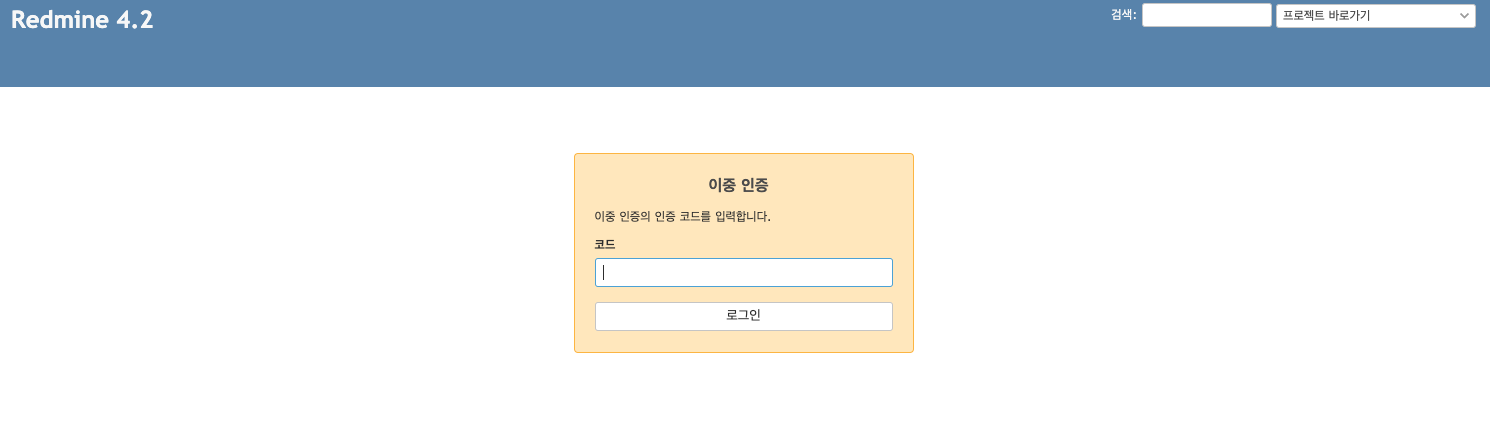 Redmine 4.2
검색:
프로젝트 바로가기
이중 인증
이중 인증의 인증 코드를 입력합니다.
코드
로그인